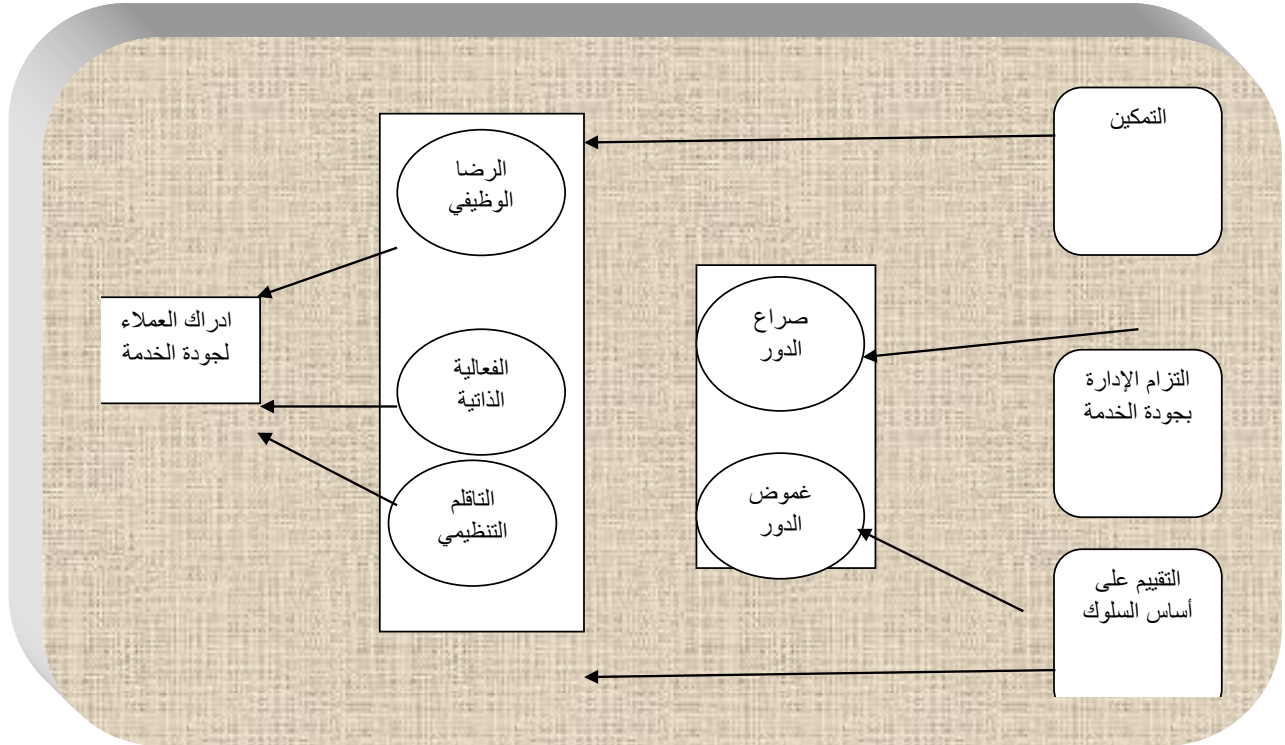 التمكين
الرضا
الوظيفي
صراع
الدور
ادراك العملاء
لجودة الخدمة
الفعالية
الذاتية
التزام الإدارة
بجودة الخدمة
غموض
الدور
التاقلم
التنظيمي
التقييم على
أساس السلوك